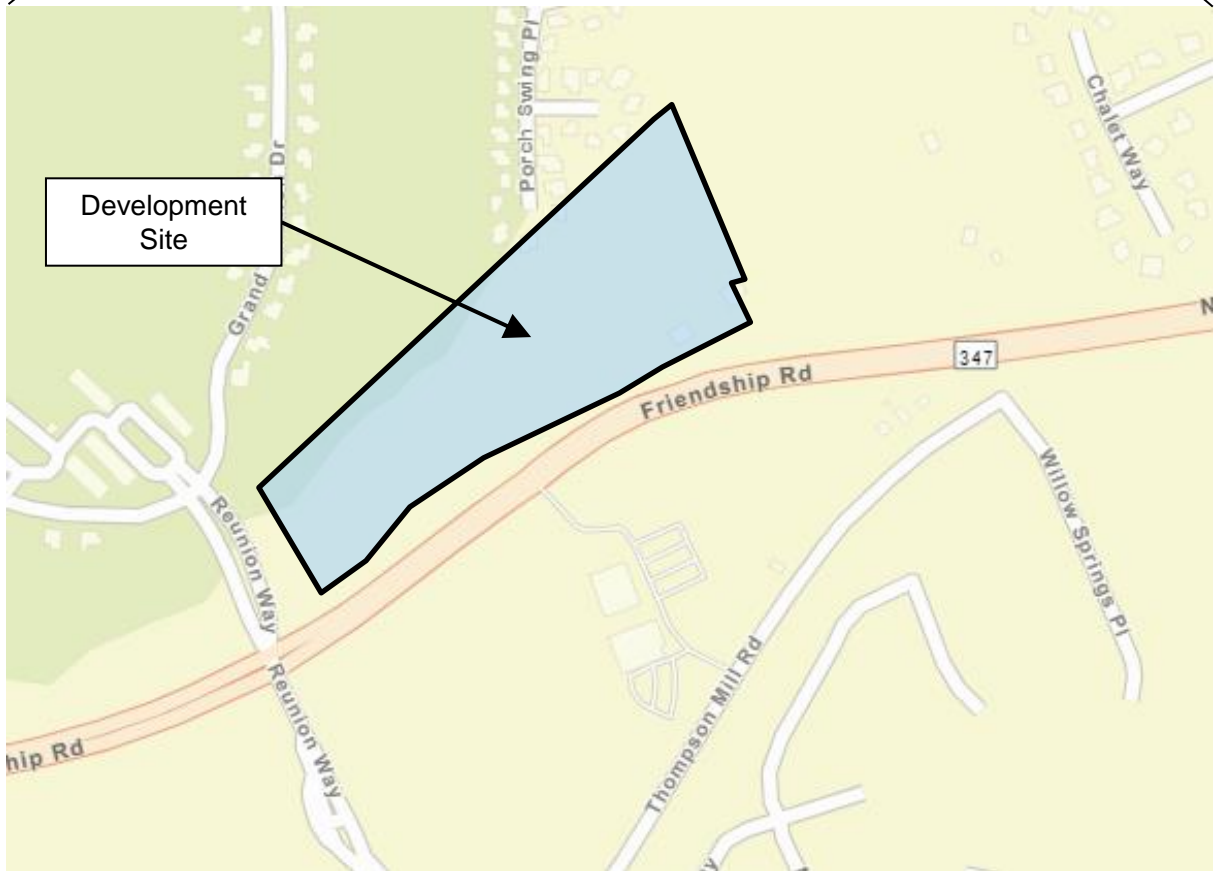 Porch Swing Pl
Chalet Way
Development
Site
Dr
Grand
347
N
Friendship Rd
Reunion Way
Willow Springs Pl
Reunion Way
Thompson Mill Rd
hip Rd